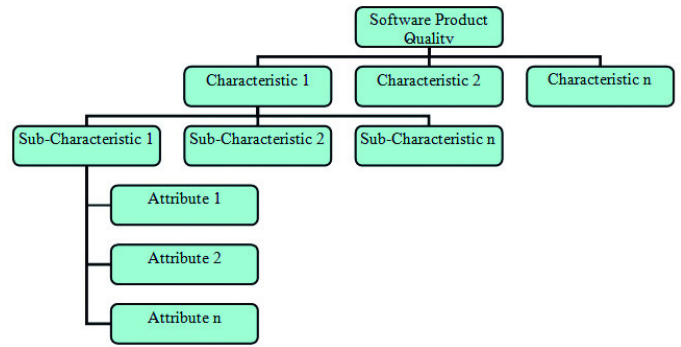 Software Product
Quality
Characteristic 1
Characteristic 2
Characteristic n
Sub-Characteristic 1
Sub-Characteristic 2
Sub-Characteristic n
Attribute 1
Attribute 2
Attribute n